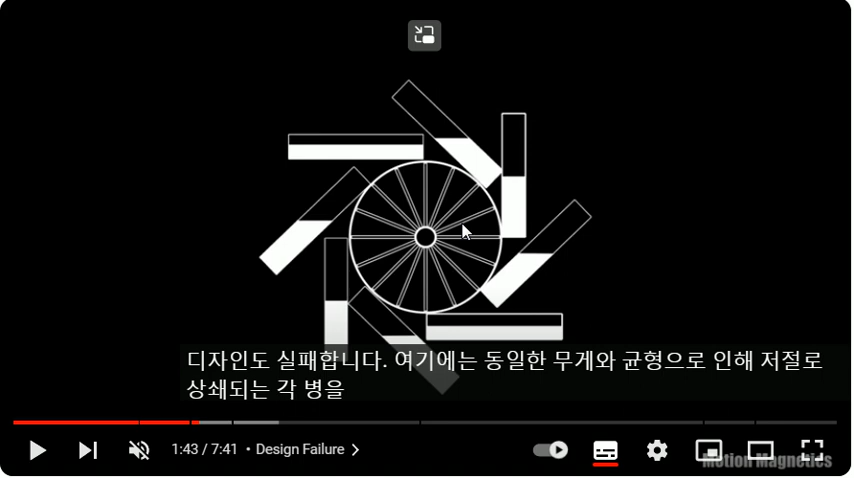 디자인도 실패합니다. 여기에는 동일한 무게와 균형으로 인해 저절로
상쇄되는 각 병을
1:43 / 7:41 • Design Failure
Motion Magnetics